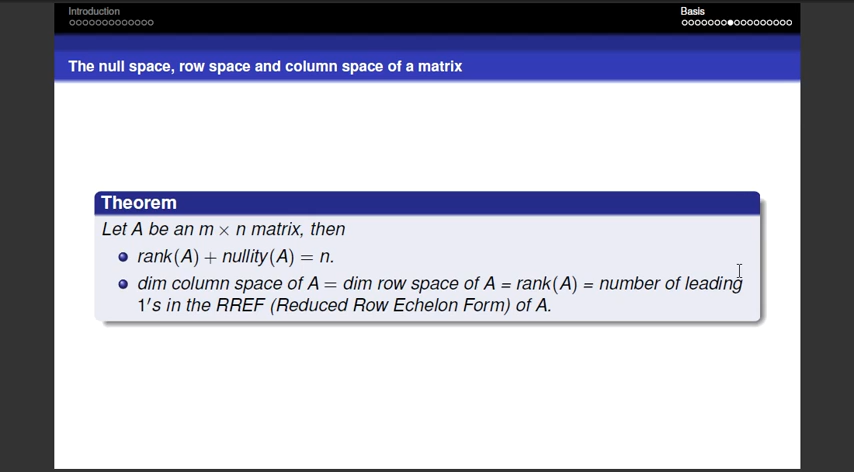 Introduction
Basis
The null space, row space and column space of a matrix
Theorem
Let A be an m × n matrix, then
rank(A) + nullity(A) = n.
dim column space of A = dim row space of A = rank(A) = number of leading
1's in the RREF (Reduced Row Echelon Form) of A.